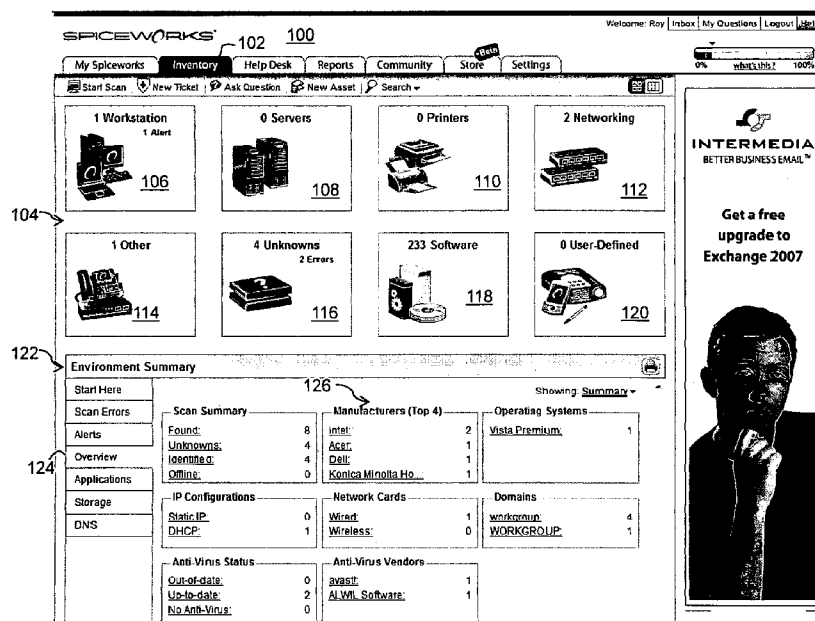 Welcome: Roy | Inbox | My Questions | Logout | Help
SPICEWORKS
102
100
My Spiceworks
Inventory
Help Desk
Reports
Community
Store
Beta
Settings
0% what's this? 100%
Start Scan | New Ticket | Ask Question | New Asset | Search
1 Workstation
1 Alert
106
0 Servers
108
0 Printers
110
2 Networking
112
104
1 Other
114
4 Unknowns
2 Errors
116
233 Software
118
0 User-Defined
120
INTERMEDIA
BETTER BUSINESS EMAIL™
Get a free
upgrade to
Exchange 2007
122
Environment Summary
124
Start Here
Scan Errors
Alerts
Overview
Applications
Storage
DNS
126
Showing: Summary
Scan Summary
Found: 8
Unknowns: 4
Identified: 4
Offline: 0
Manufacturers (Top 4)
Intel: 2
Acer: 1
Dell: 1
Konica Minolta Ho...: 1
Operating Systems
Vista Premium: 1
IP Configurations
Static IP: 0
DHCP: 1
Network Cards
Wired: 1
Wireless: 0
Domains
workgroup: 4
WORKGROUP: 1
Anti-Virus Status
Out-of-date: 0
Up-to-date: 2
No Anti-Virus: 0
Anti-Virus Vendors
avast!: 1
ALWIL Software: 1